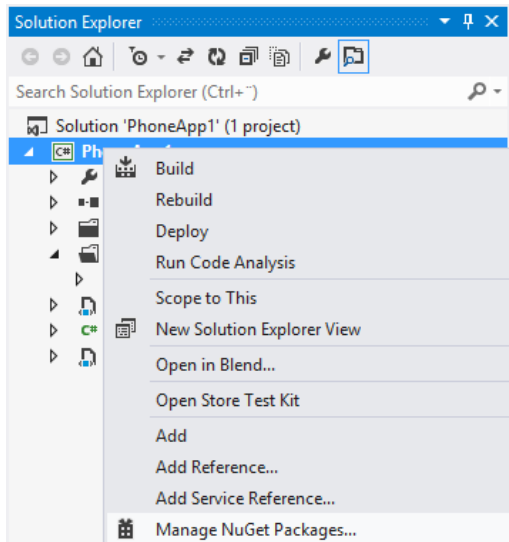 Solution Explorer
Search Solution Explorer (Ctrl+¨)
Solution 'PhoneApp1' (1 project)
C#
Build
Rebuild
Deploy
Run Code Analysis
Scope to This
C#
New Solution Explorer View
Open in Blend...
Open Store Test Kit
Add
Add Reference...
Add Service Reference...
Manage NuGet Packages...